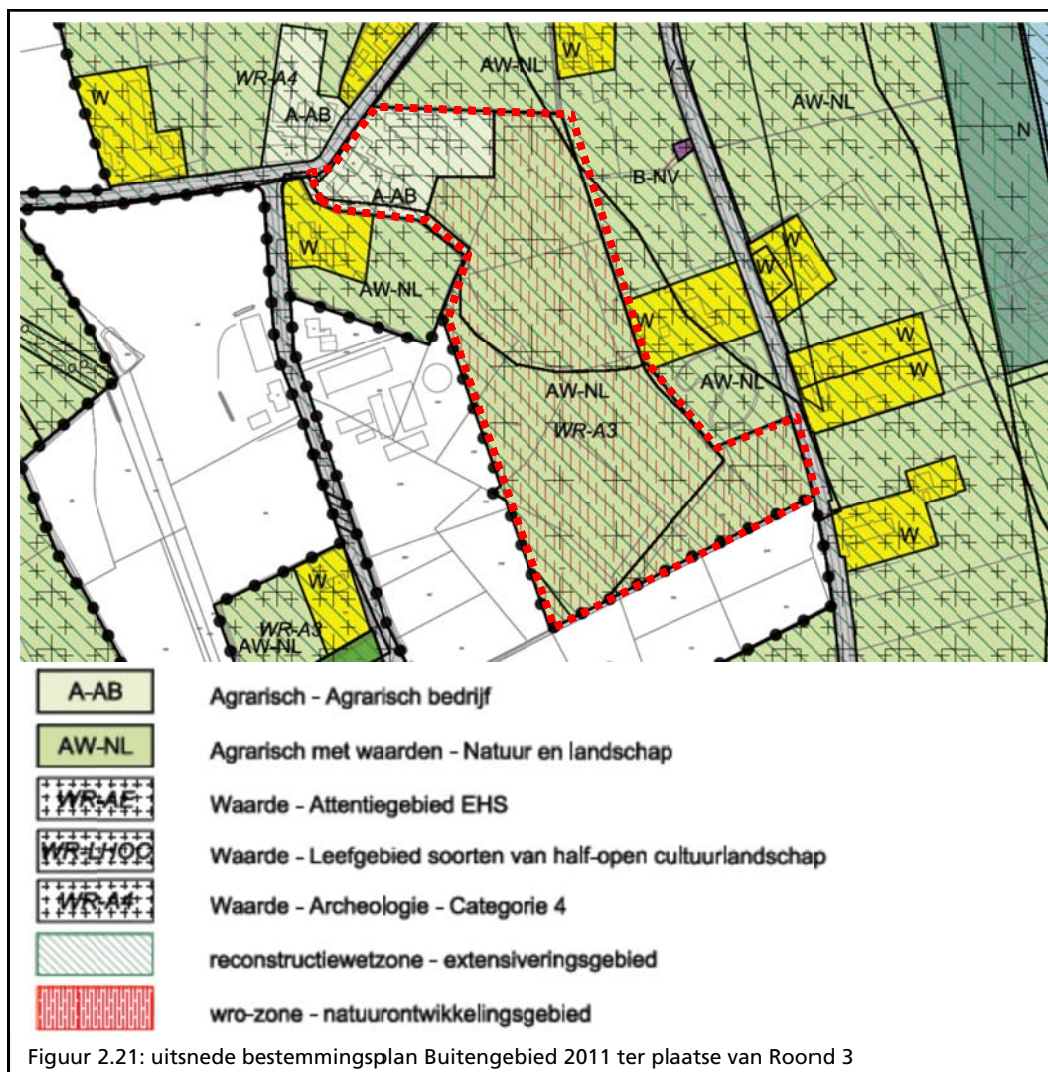 W
WR-A4
A-AB
AW-NL
W
V-V
AW-NL
N
B-NV
A-AB
W
AW-NL
W
W
W
AW-NL
AW-NL
WR-A3
W
W
W
W
WR-A3
AW-NL
A-AB Agrarisch - Agrarisch bedrijf
AW-NL Agrarisch met waarden - Natuur en landschap
WR-AE Waarde - Attentiegebied EHS
WR-LHOC Waarde - Leefgebied soorten van half-open cultuurlandschap
WR-A4 Waarde - Archeologie - Categorie 4
reconstructiewetzone - extensiveringsgebied
wro-zone - natuurontwikkelingsgebied
Figuur 2.21: uitsnede bestemmingsplan Buitengebied 2011 ter plaatse van Roond 3